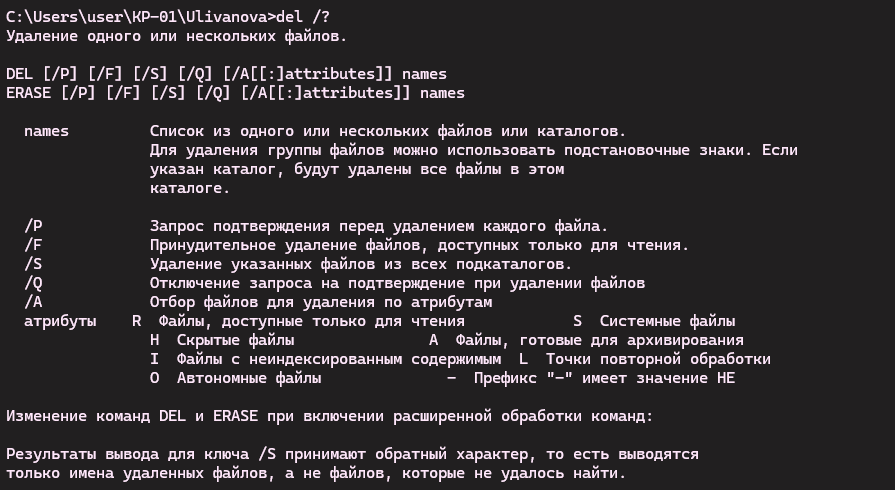 C:\Users\user\KP-01\Ulivanova>del /?
Удаление одного или нескольких файлов.
DEL [/P] [/F] [/S] [/Q] [/A[[:]attributes]] names
ERASE [/P] [/F] [/S] [/Q] [/A[[:]attributes]] names
names Список из одного или нескольких файлов или каталогов.
Для удаления группы файлов можно использовать подстановочные знаки. Если
указан каталог, будут удалены все файлы в этом
каталоге.
/P Запрос подтверждения перед удалением каждого файла.
/F Принудительное удаление файлов, доступных только для чтения.
/S Удаление указанных файлов из всех подкаталогов.
/Q Отключение запроса на подтверждение при удалении файлов
/A Отбор файлов для удаления по атрибутам
атрибуты R Файлы, доступные только для чтения S Системные файлы
H Скрытые файлы A Файлы, готовые для архивирования
I Файлы с неиндексированным содержимым L Точки повторной обработки
O Автономные файлы - Префикс "-" имеет значение НЕ
Изменение команд DEL и ERASE при включении расширенной обработки команд:
Результаты вывода для ключа /S принимают обратный характер, то есть выводятся
только имена удаленных файлов, а не файлов, которые не удалось найти.